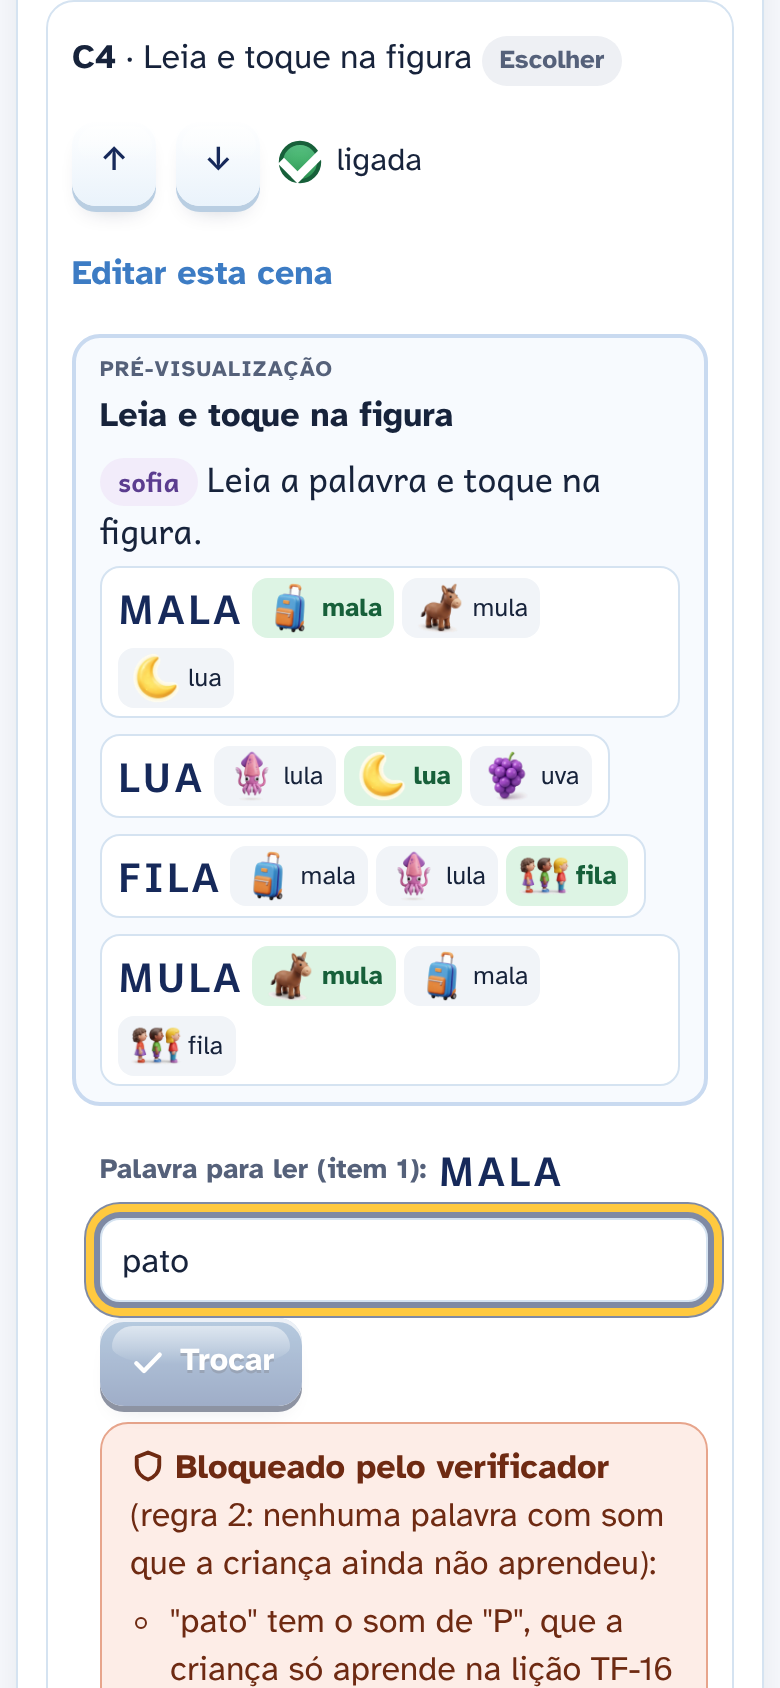 C4 · Leia e toque na figura Escolher
↑ ↓ ligada
Editar esta cena
PRÉ-VISUALIZAÇÃO
Leia e toque na figura
sofia Leia a palavra e toque na
figura.
MALA mala mula
lua
LUA lula lua uva
FILA mala lula fila
MULA mula mala
fila
Palavra para ler (item 1): MALA
pato
Trocar
Bloqueado pelo verificador
(regra 2: nenhuma palavra com som
que a criança ainda não aprendeu):
"pato" tem o som de "P", que a
criança só aprende na lição TF-16